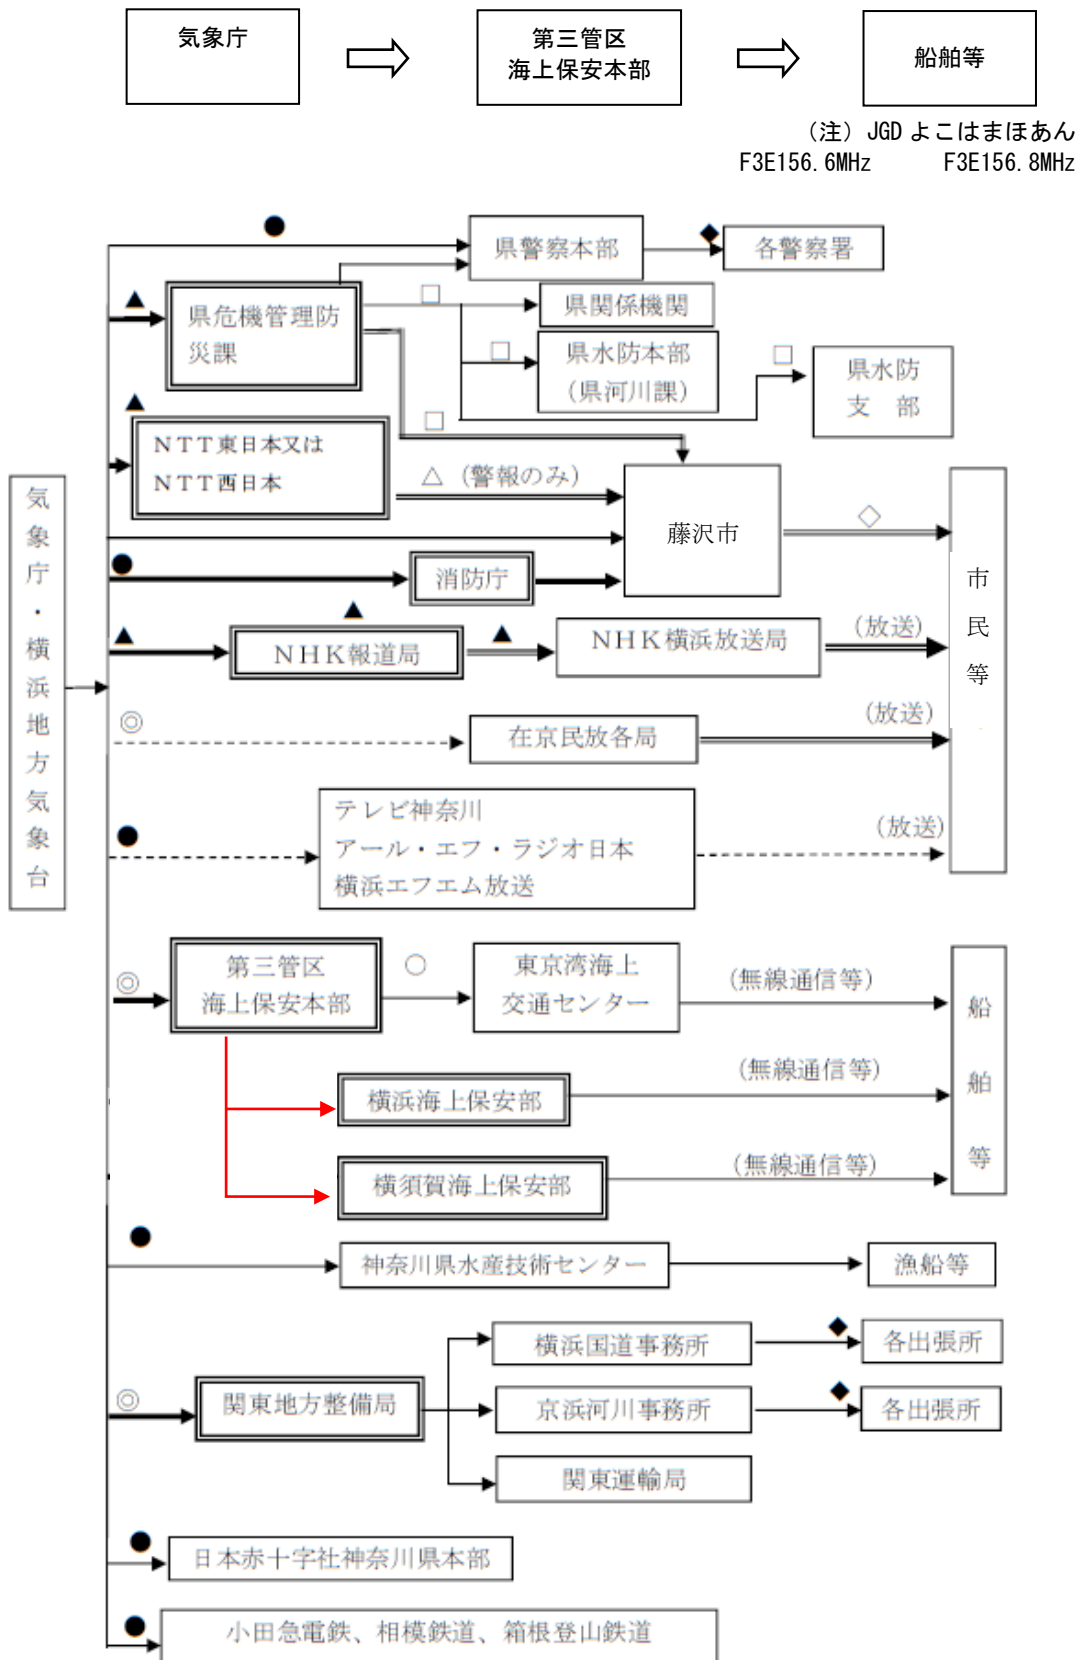 気象庁
第三管区
海上保安本部
船舶等
（注）JGD よこはまほあん
F3E156.6MHz F3E156.8MHz
県警察本部
各警察署
県危機管理防
災課
県関係機関
県水防本部
（県河川課）
県水防
支 部
ＮＴＴ東日本又は
ＮＴＴ西日本
△（警報のみ）
藤沢市
気象庁・横浜地方気象台
消防庁
市民等
ＮＨＫ報道局
ＮＨＫ横浜放送局
（放送）
在京民放各局
（放送）
テレビ神奈川
アール・エフ・ラジオ日本
横浜エフエム放送
（放送）
第三管区
海上保安本部
東京湾海上
交通センター
（無線通信等）
船舶等
横浜海上保安部
（無線通信等）
横須賀海上保安部
（無線通信等）
神奈川県水産技術センター
漁船等
横浜国道事務所
各出張所
関東地方整備局
京浜河川事務所
各出張所
関東運輸局
日本赤十字社神奈川県本部
小田急電鉄、相模鉄道、箱根登山鉄道